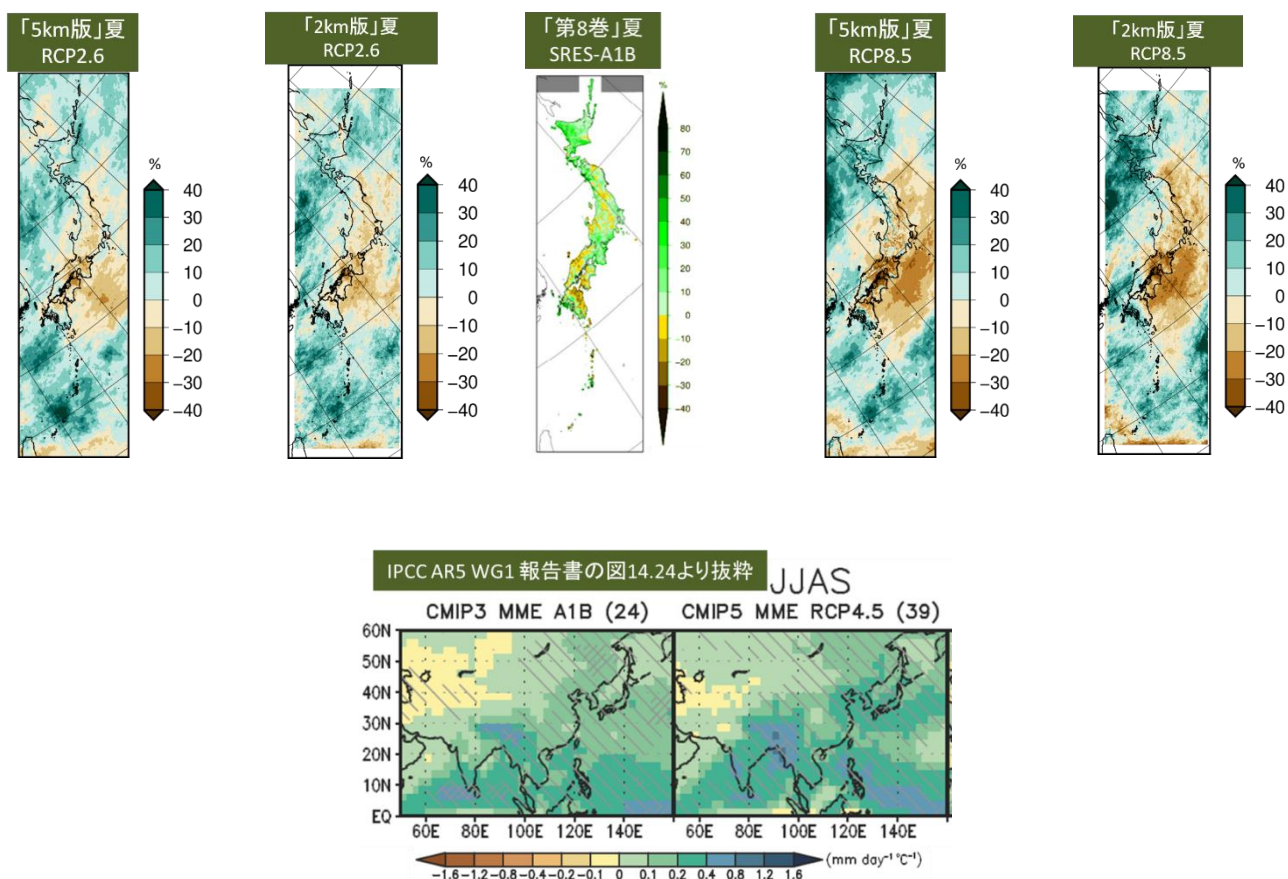 「5km版」夏
RCP2.6
「2km版」夏
RCP2.6
「第8巻」夏
SRES-A1B
「5km版」夏
RCP8.5
「2km版」夏
RCP8.5
%
40
30
20
10
0
−10
−20
−30
−40
%
40
30
20
10
0
−10
−20
−30
−40
%
80
70
60
50
40
30
20
10
0
-10
-20
-30
-40
%
40
30
20
10
0
−10
−20
−30
−40
%
40
30
20
10
0
−10
−20
−30
−40
IPCC AR5 WG1 報告書の図14.24より抜粋
JJAS
CMIP3 MME A1B (24)
CMIP5 MME RCP4.5 (39)
60N
50N
40N
30N
20N
10N
EQ
60E 80E 100E 120E 140E
60E 80E 100E 120E 140E
-1.6 -1.2 -0.8 -0.4 -0.2 -0.1 0 0.1 0.2 0.4 0.8 1.2 1.6
(mm day⁻¹ °C⁻¹)